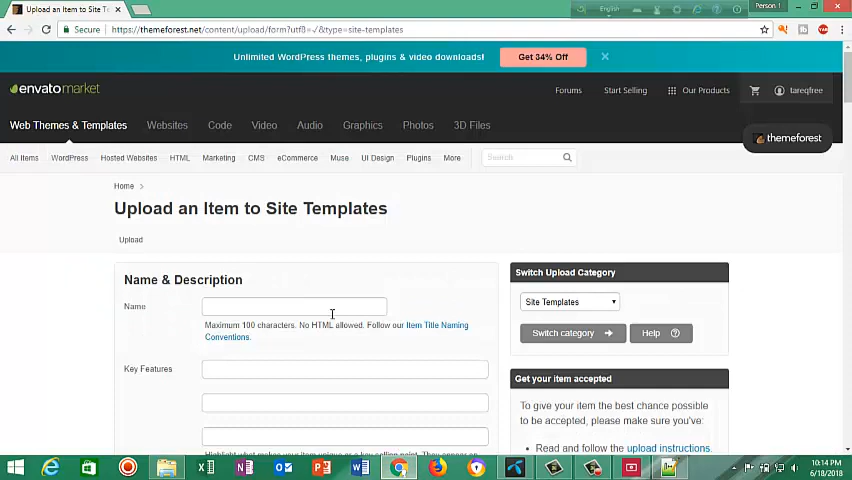 Upload an Item to Site Te
English
Person 1
Secure
https://themeforest.net/content/upload/form?utf8=✓&type=site-templates
Unlimited WordPress themes, plugins & video downloads!
Get 34% Off
envatomarket
Forums
Start Selling
Our Products
tareqfree
Web Themes & Templates
Websites
Code
Video
Audio
Graphics
Photos
3D Files
themeforest
All Items
WordPress
Hosted Websites
HTML
Marketing
CMS
eCommerce
Muse
UI Design
Plugins
More
Search
Home
Upload an Item to Site Templates
Upload
Name & Description
Name
Maximum 100 characters. No HTML allowed. Follow our Item Title Naming
Conventions.
Key Features
Switch Upload Category
Site Templates
Switch category
Help
Get your item accepted
To give your item the best chance possible
to be accepted, please make sure you've:
Read and follow the upload instructions.
10:14 PM
6/18/2018